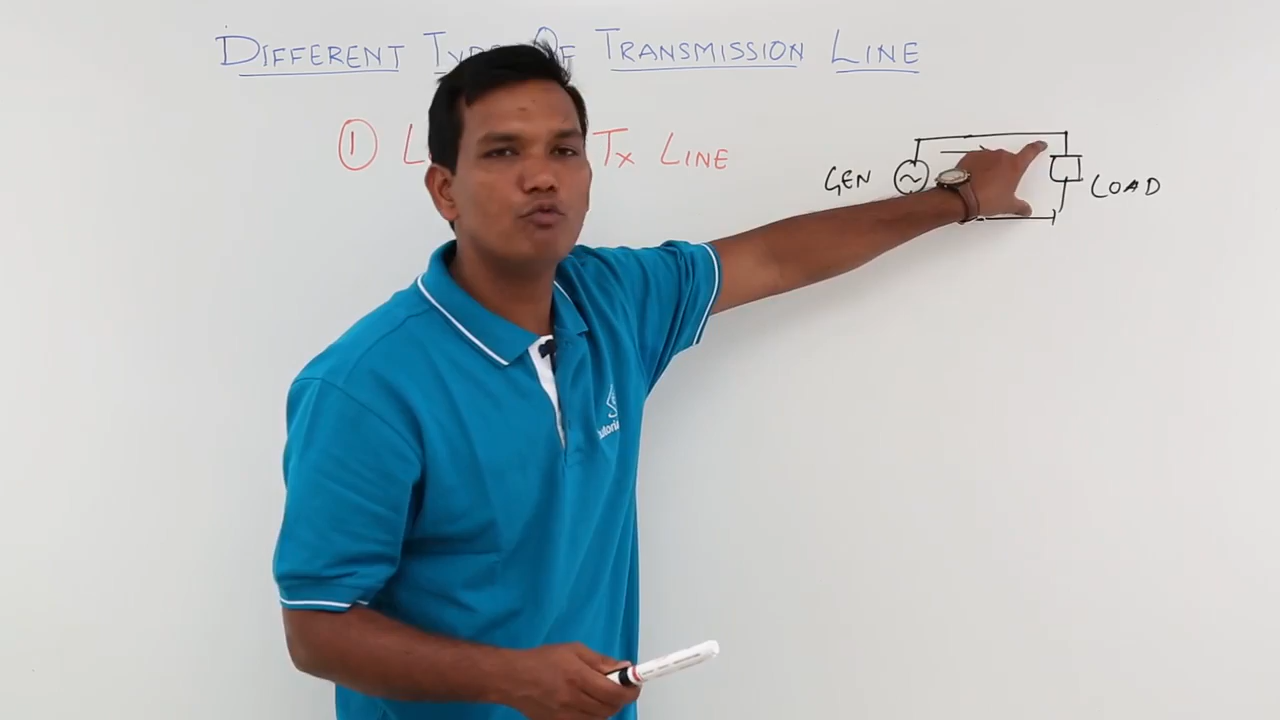 DIFFERENT TYPES OF TRANSMISSION LINE
① L Tx LINE
GEN
LOAD